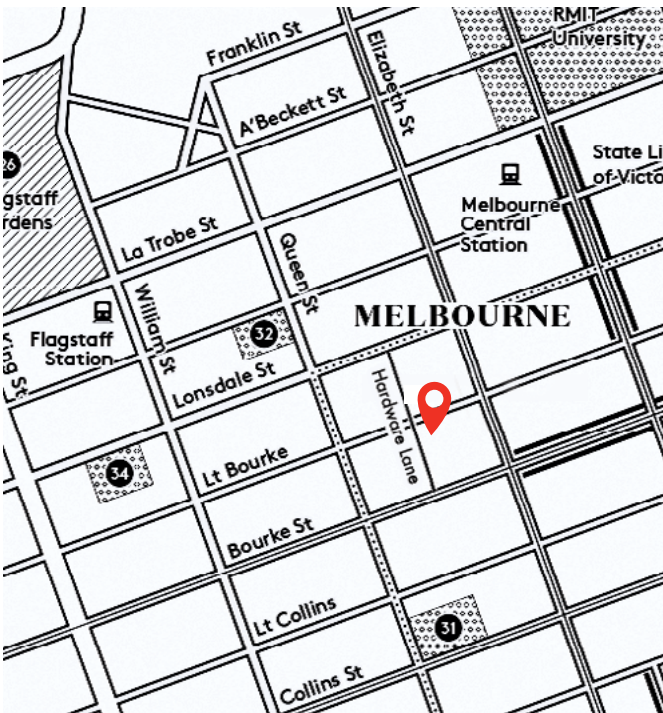 RMIT
University
Franklin St
Elizabeth St
A'Beckett St
26
State Li
of Victo
gstaff
rdens
Melbourne
Central
Station
La Trobe St
Queen St
William St
MELBOURNE
32
Flagstaff
Station
King St
Lonsdale St
Hardware Lane
Lt Bourke
34
Bourke St
Lt Collins
31
Collins St